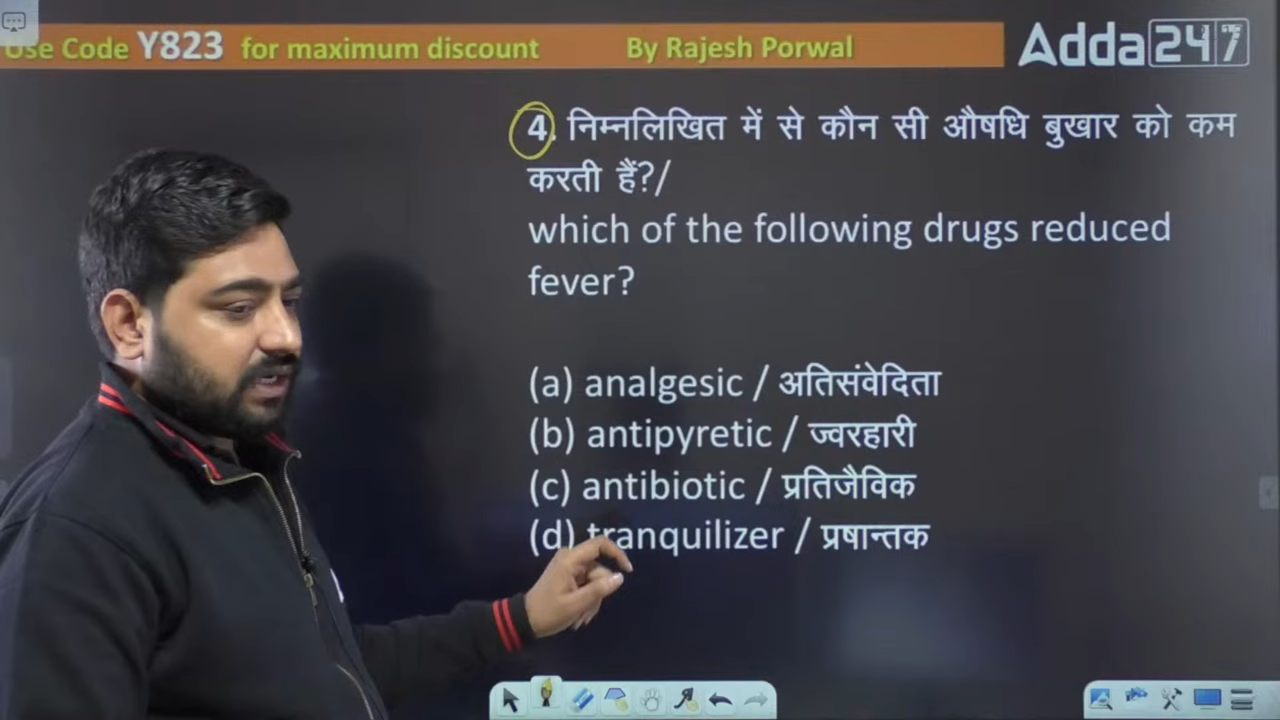 Use Code Y823 for maximum discount By Rajesh Porwal
Adda247
4. निम्नलिखित में से कौन सी औषधि बुखार को कम
करती हैं?/
which of the following drugs reduced
fever?
(a) analgesic / अतिसंवेदिता
(b) antipyretic / ज्वरहारी
(c) antibiotic / प्रतिजैविक
(d) tranquilizer / प्रषान्तक